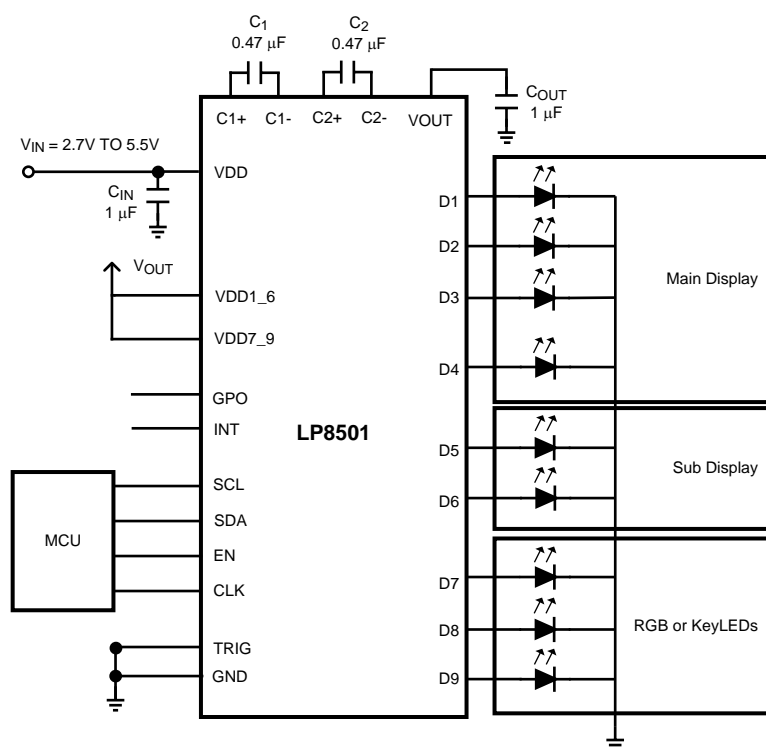 C1
0.47 μF
C2
0.47 μF
C1+ C1- C2+ C2- VOUT
COUT
1 μF
VIN = 2.7V TO 5.5V
VDD
CIN
1 μF
VOUT
VDD1_6
VDD7_9
GPO
INT
LP8501
MCU
SCL
SDA
EN
CLK
TRIG
GND
D1
D2
D3
D4
Main Display
D5
D6
Sub Display
D7
D8
D9
RGB or KeyLEDs